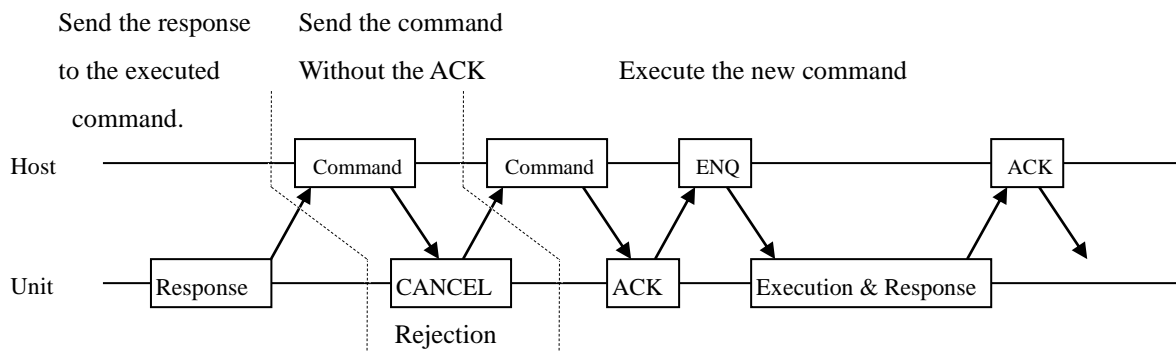 Send the response
to the executed
command.
Send the command
Without the ACK
Execute the new command
Host
Command
Command
ENQ
ACK
Unit
Response
CANCEL
ACK
Execution & Response
Rejection